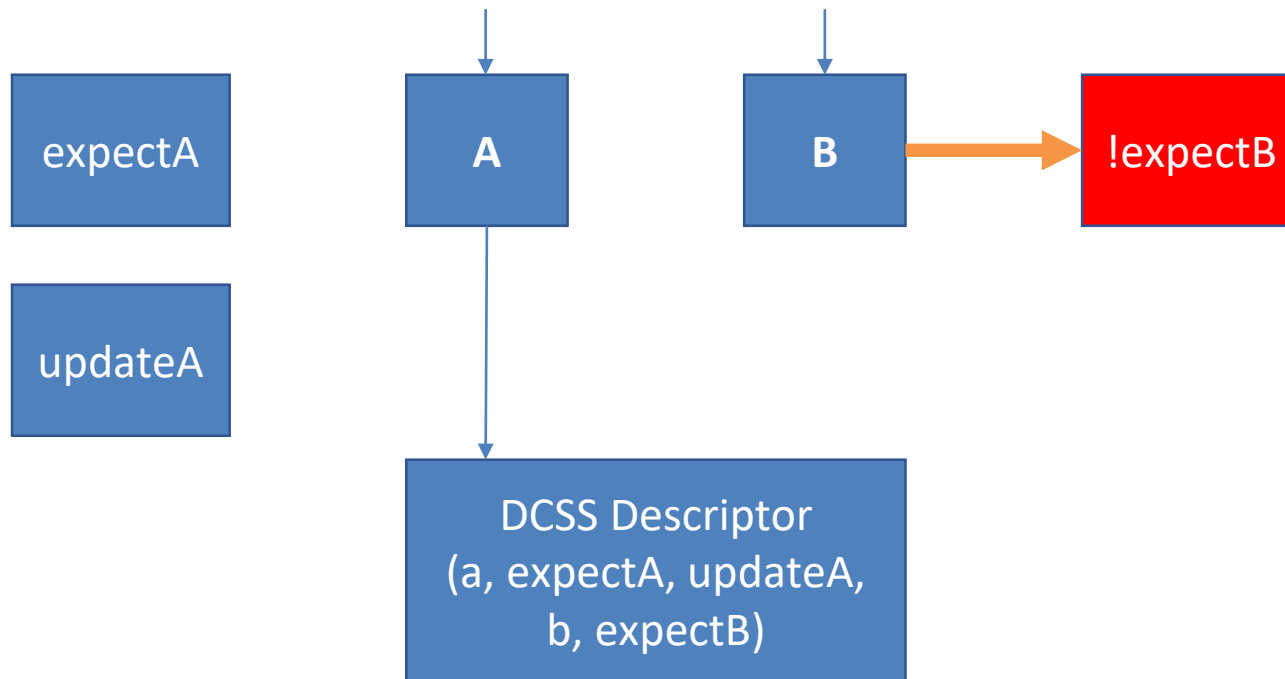 expectA
A
B
!expectB
updateA
DCSS Descriptor
(a, expectA, updateA,
b, expectB)